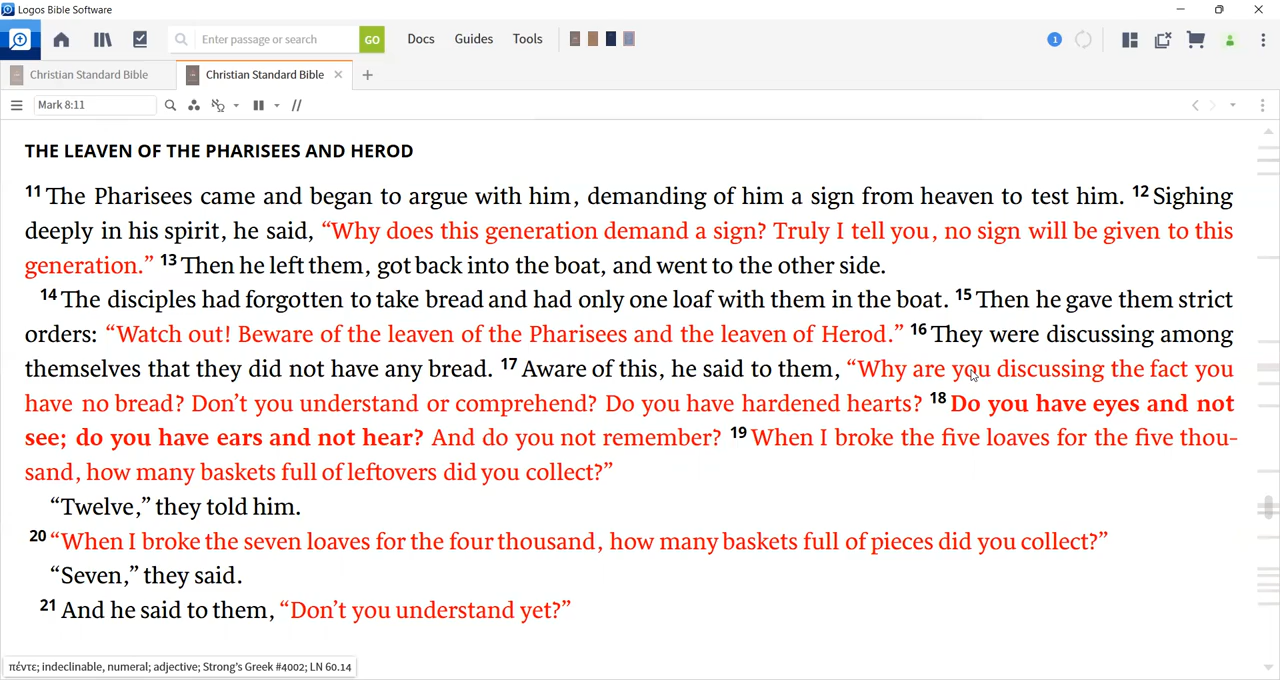 Logos Bible Software
Enter passage or search GO Docs Guides Tools 1
Christian Standard Bible Christian Standard Bible
Mark 8:11
THE LEAVEN OF THE PHARISEES AND HEROD
11 The Pharisees came and began to argue with him, demanding of him a sign from heaven to test him. 12 Sighing
deeply in his spirit, he said, “Why does this generation demand a sign? Truly I tell you, no sign will be given to this
generation.” 13 Then he left them, got back into the boat, and went to the other side.
14 The disciples had forgotten to take bread and had only one loaf with them in the boat. 15 Then he gave them strict
orders: “Watch out! Beware of the leaven of the Pharisees and the leaven of Herod.” 16 They were discussing among
themselves that they did not have any bread. 17 Aware of this, he said to them, “Why are you discussing the fact you
have no bread? Don’t you understand or comprehend? Do you have hardened hearts? 18 Do you have eyes and not
see; do you have ears and not hear? And do you not remember? 19 When I broke the five loaves for the five thou-
sand, how many baskets full of leftovers did you collect?”
“Twelve,” they told him.
20 “When I broke the seven loaves for the four thousand, how many baskets full of pieces did you collect?”
“Seven,” they said.
21 And he said to them, “Don’t you understand yet?”
πέντε; indeclinable, numeral; adjective; Strong’s Greek #4002; LN 60.14